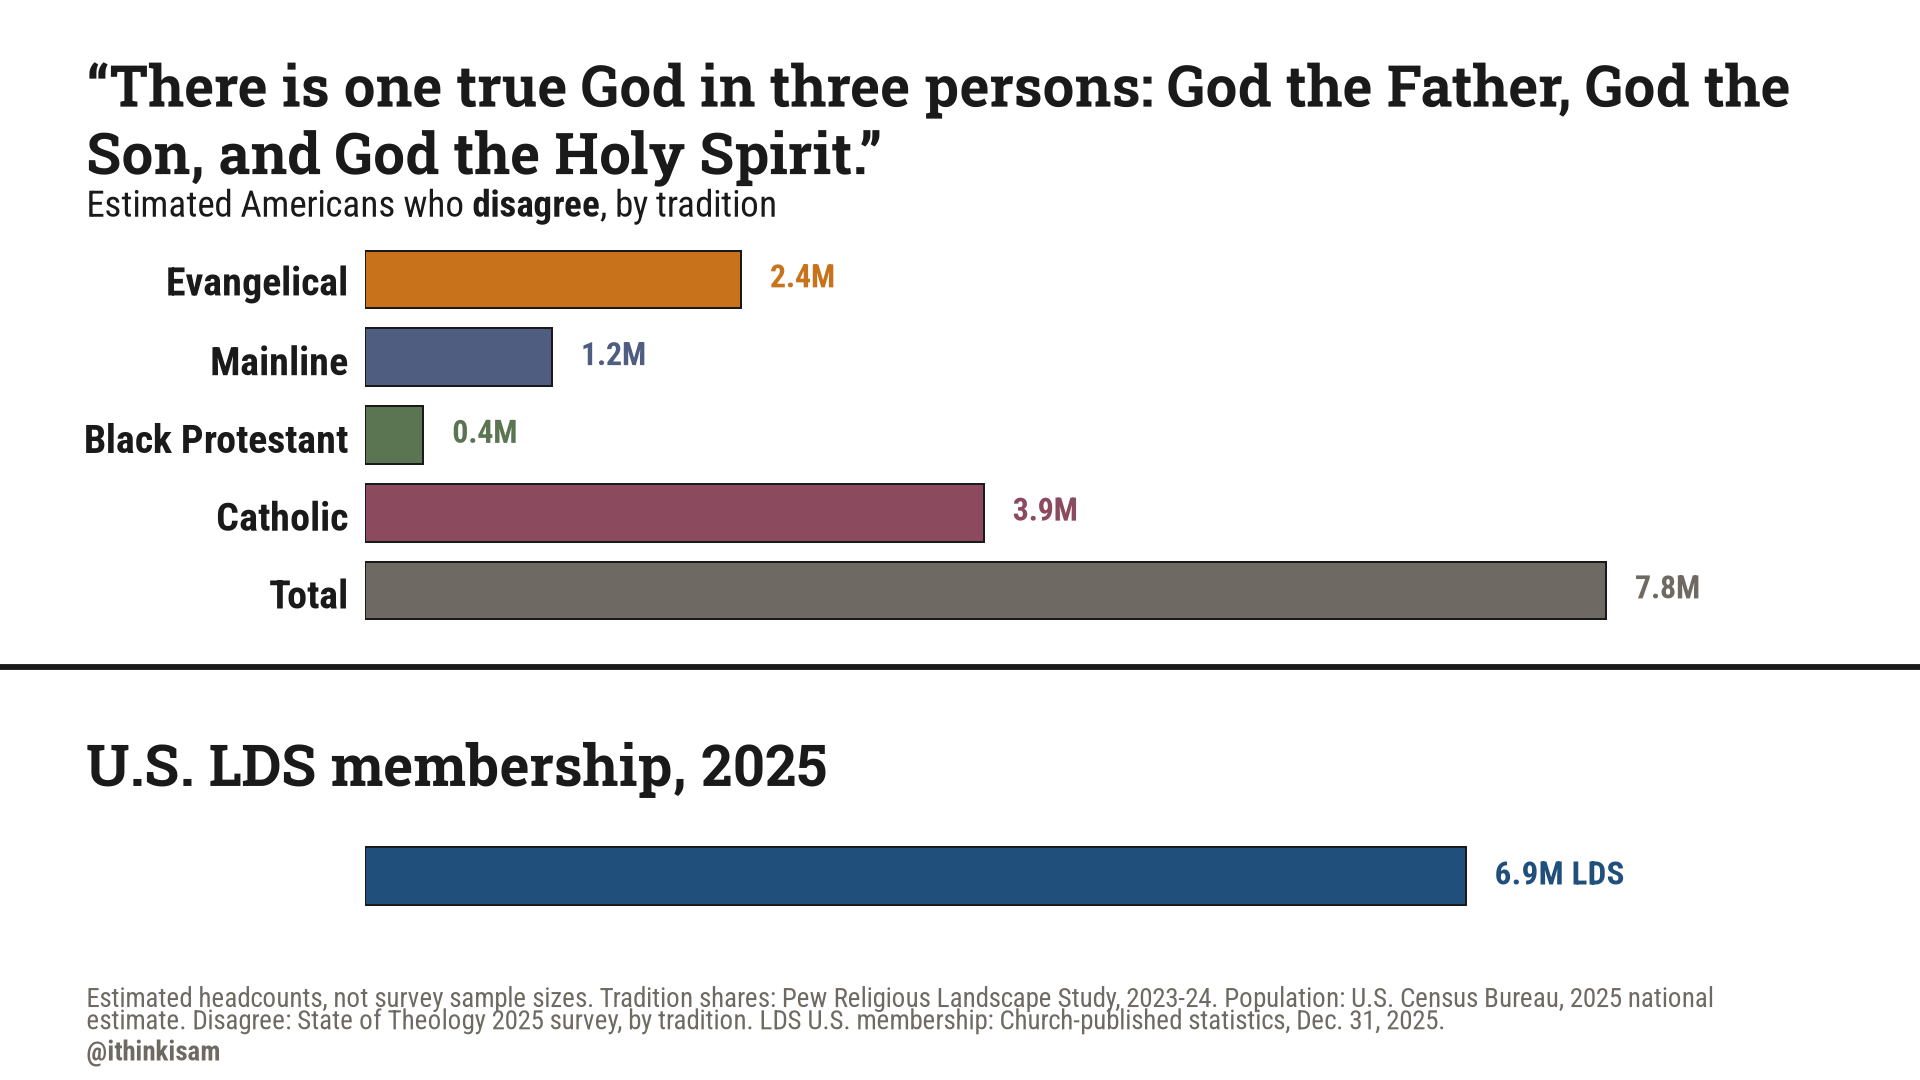 “There is one true God in three persons: God the Father, God the
Son, and God the Holy Spirit.”
Estimated Americans who disagree, by tradition
Evangelical 2.4M
Mainline 1.2M
Black Protestant 0.4M
Catholic 3.9M
Total 7.8M
U.S. LDS membership, 2025
6.9M LDS
Estimated headcounts, not survey sample sizes. Tradition shares: Pew Religious Landscape Study, 2023-24. Population: U.S. Census Bureau, 2025 national
estimate. Disagree: State of Theology 2025 survey, by tradition. LDS U.S. membership: Church-published statistics, Dec. 31, 2025.
@ithinkisam